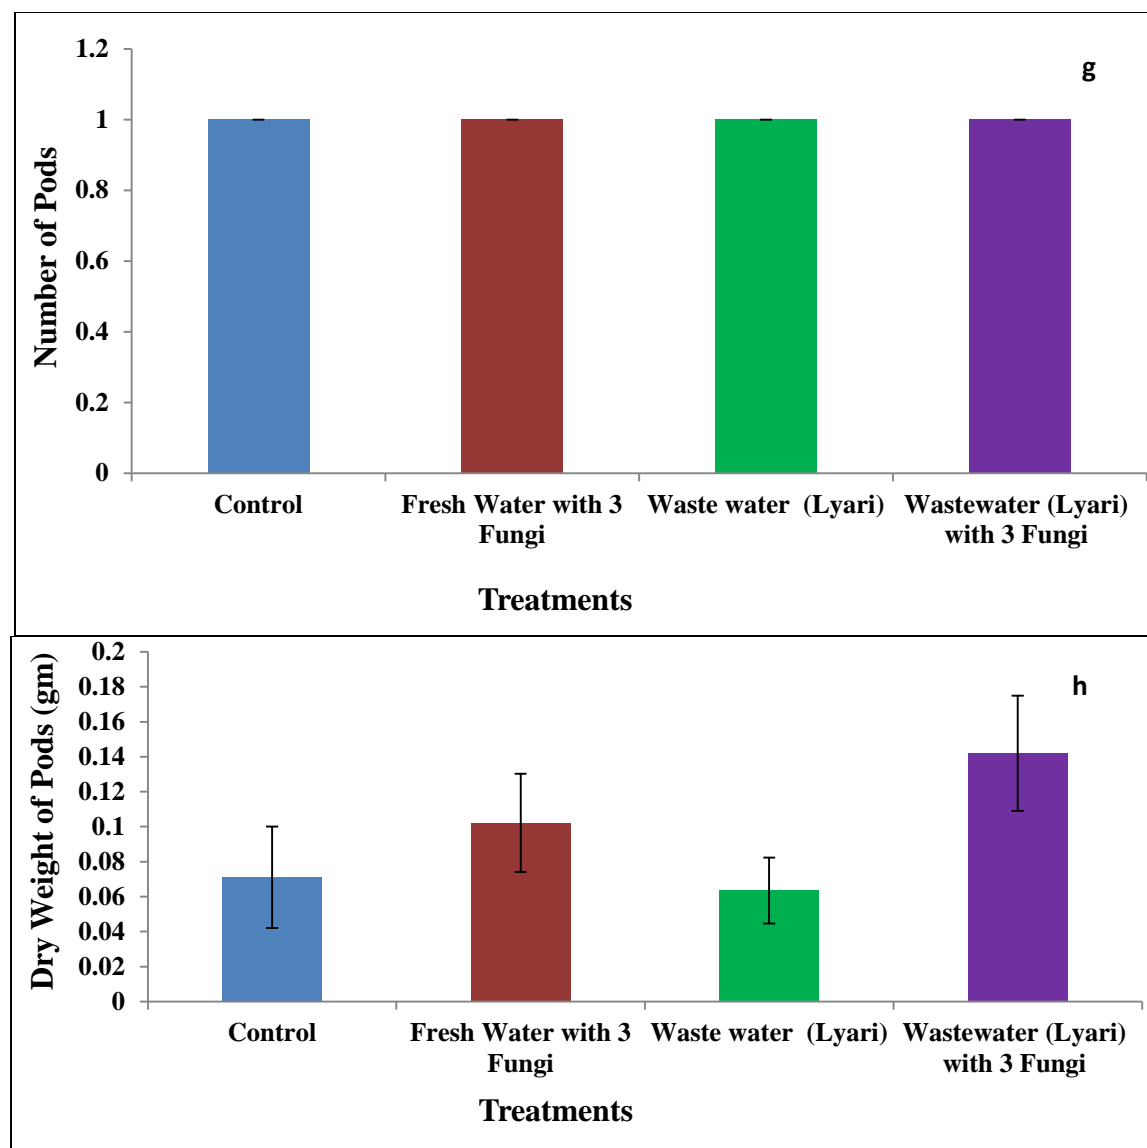 g
Number of Pods
1.2
1
0.8
0.6
0.4
0.2
0
Control
Fresh Water with 3
Fungi
Waste water (Lyari)
Wastewater (Lyari)
with 3 Fungi
Treatments
h
Dry Weight of Pods (gm)
0.2
0.18
0.16
0.14
0.12
0.1
0.08
0.06
0.04
0.02
0
Control
Fresh Water with 3
Fungi
Waste water (Lyari)
Wastewater (Lyari)
with 3 Fungi
Treatments